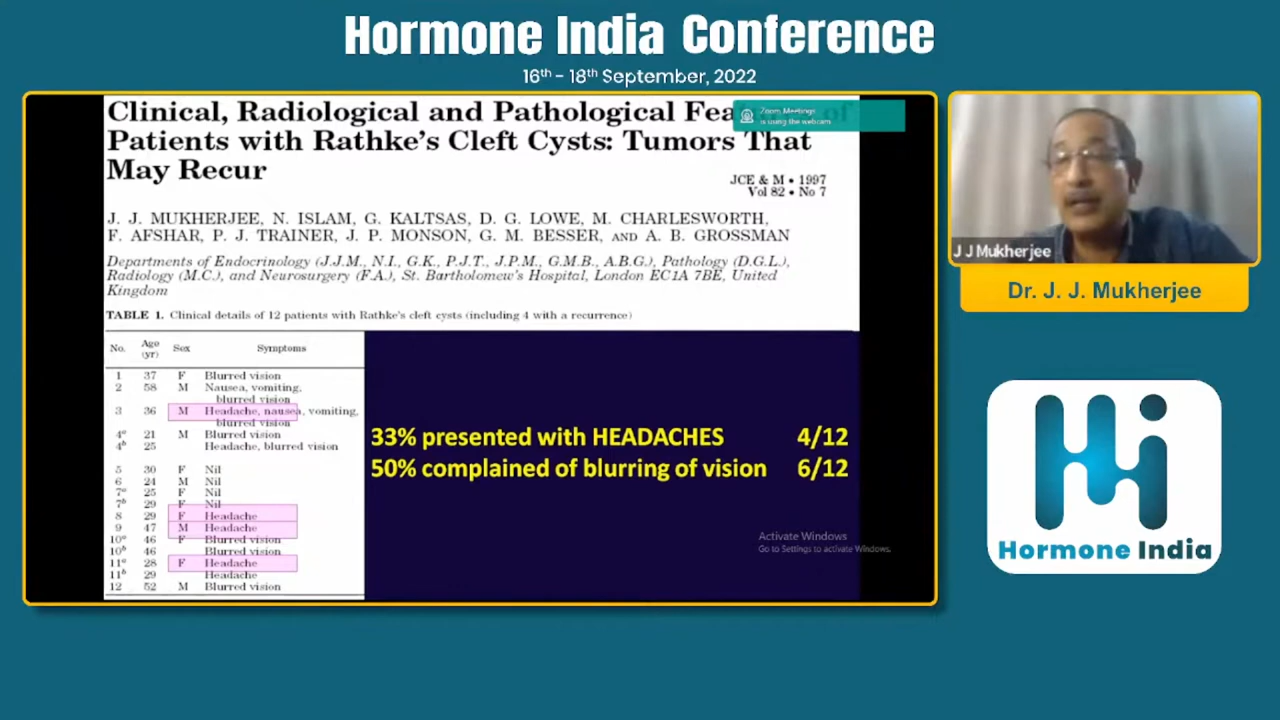 Hormone India Conference
16th - 18th September, 2022
Clinical, Radiological and Pathological Fea of
Patients with Rathke's Cleft Cysts: Tumors That
May Recur
Zoom Meetings
is using the webcam
JCE & M • 1997
Vol 82 • No 7
J. J. MUKHERJEE, N. ISLAM, G. KALTSAS, D. G. LOWE, M. CHARLESWORTH,
F. AFSHAR, P. J. TRAINER, J. P. MONSON, G. M. BESSER, AND A. B. GROSSMAN
Departments of Endocrinology (J.J.M., N.I., G.K., P.J.T., J.P.M., G.M.B., A.B.G.), Pathology (D.G.L.),
Radiology (M.C.), and Neurosurgery (F.A.), St. Bartholomew's Hospital, London EC1A 7BE, United
Kingdom
TABLE 1. Clinical details of 12 patients with Rathke's cleft cysts (including 4 with a recurrence)
No. Age (yr) Sex Symptoms
1 37 F Blurred vision
2 58 M Nausea, vomiting,
blurred vision
3 36 M Headache, nausea, vomiting,
blurred vision
4a 21 M Blurred vision
4b 25 Headache, blurred vision
5 30 F Nil
6 24 M Nil
7a 25 F Nil
7b 29 F Nil
8 29 F Headache
9 47 M Headache
10a 46 F Blurred vision
10b 46 Blurred vision
11a 28 F Headache
11b 29 Headache
12 52 M Blurred vision
33% presented with HEADACHES 4/12
50% complained of blurring of vision 6/12
Activate Windows
Go to Settings to activate Windows.
J J Mukherjee
Dr. J. J. Mukherjee
Hormone India